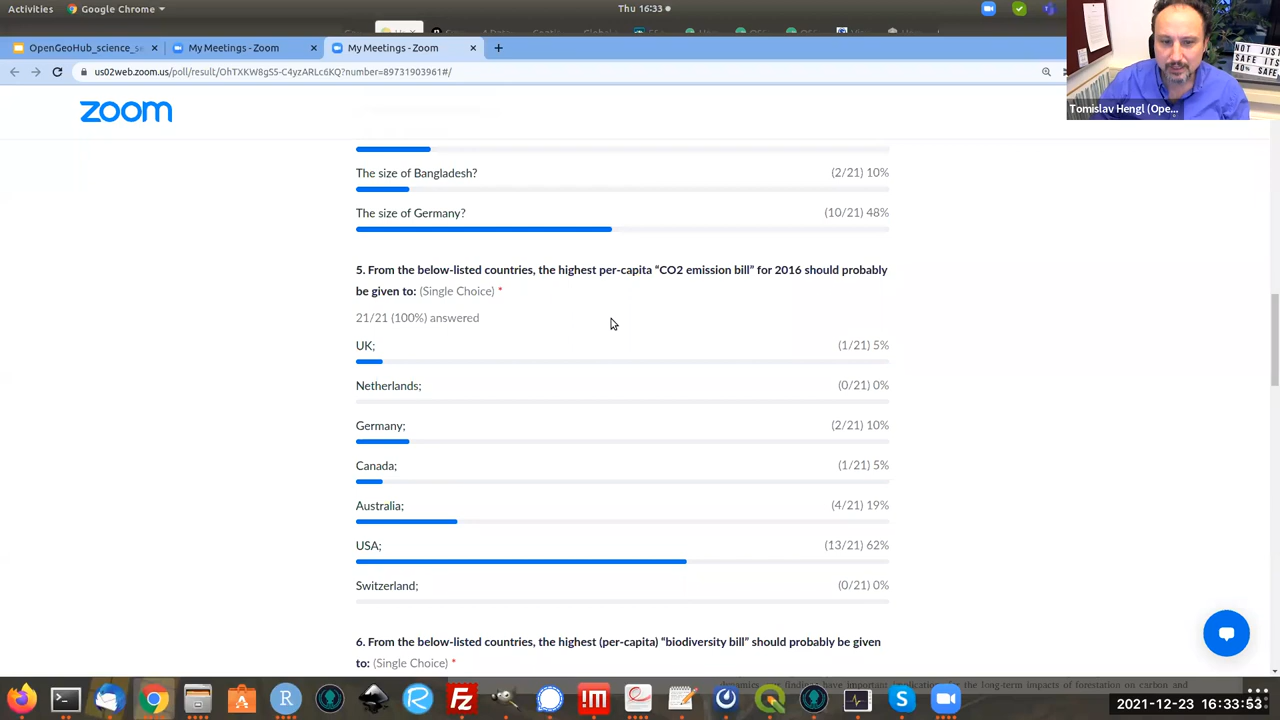 Activities Google Chrome Thu 16:33
OpenGeoHub_science_se My Meetings - Zoom My Meetings - Zoom
us02web.zoom.us/poll/result/OhTXKW8gS5-C4yzARLc6KQ?number=89731903961#/
zoom
NOT JUST
SAFE ITS
40% SAFE
Tomislav Hengl (Ope...
The size of Bangladesh? (2/21) 10%
The size of Germany? (10/21) 48%
5. From the below-listed countries, the highest per-capita “CO2 emission bill” for 2016 should probably
be given to: (Single Choice) *
21/21 (100%) answered
UK; (1/21) 5%
Netherlands; (0/21) 0%
Germany; (2/21) 10%
Canada; (1/21) 5%
Australia; (4/21) 19%
USA; (13/21) 62%
Switzerland; (0/21) 0%
6. From the below-listed countries, the highest (per-capita) “biodiversity bill” should probably be given
to: (Single Choice) *
2021-12-23 16:33:53